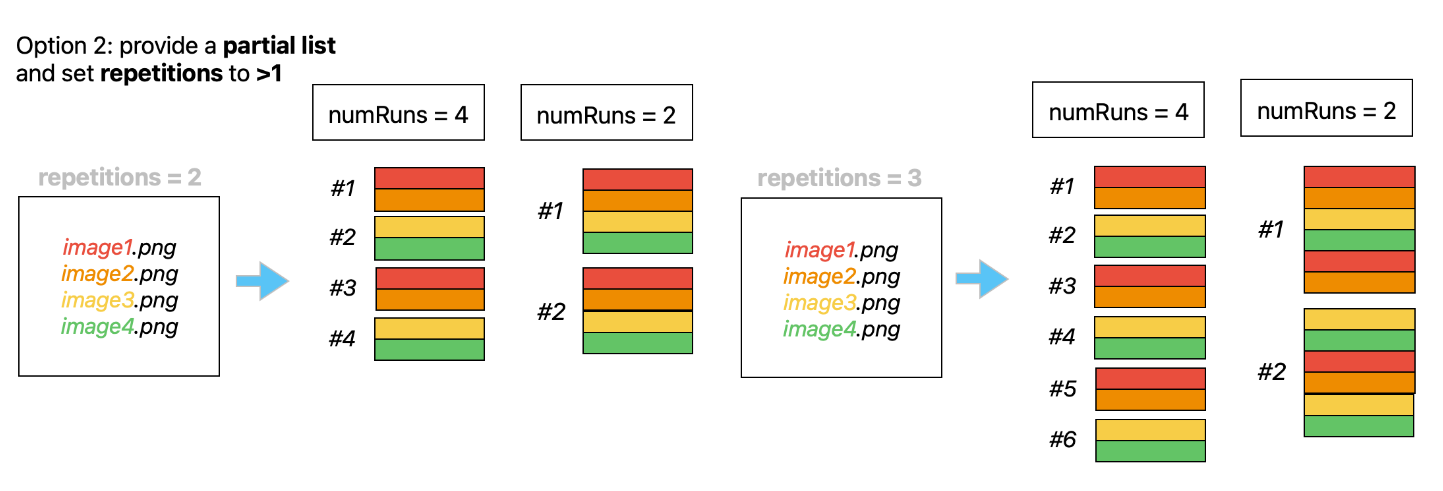 Option 2: provide a partial list
and set repetitions to >1
numRuns = 4
numRuns = 2
repetitions = 2
image1.png
image2.png
image3.png
image4.png
#1
#2
#3
#4
#1
#2
numRuns = 4
numRuns = 2
repetitions = 3
image1.png
image2.png
image3.png
image4.png
#1
#2
#3
#4
#5
#6
#1
#2